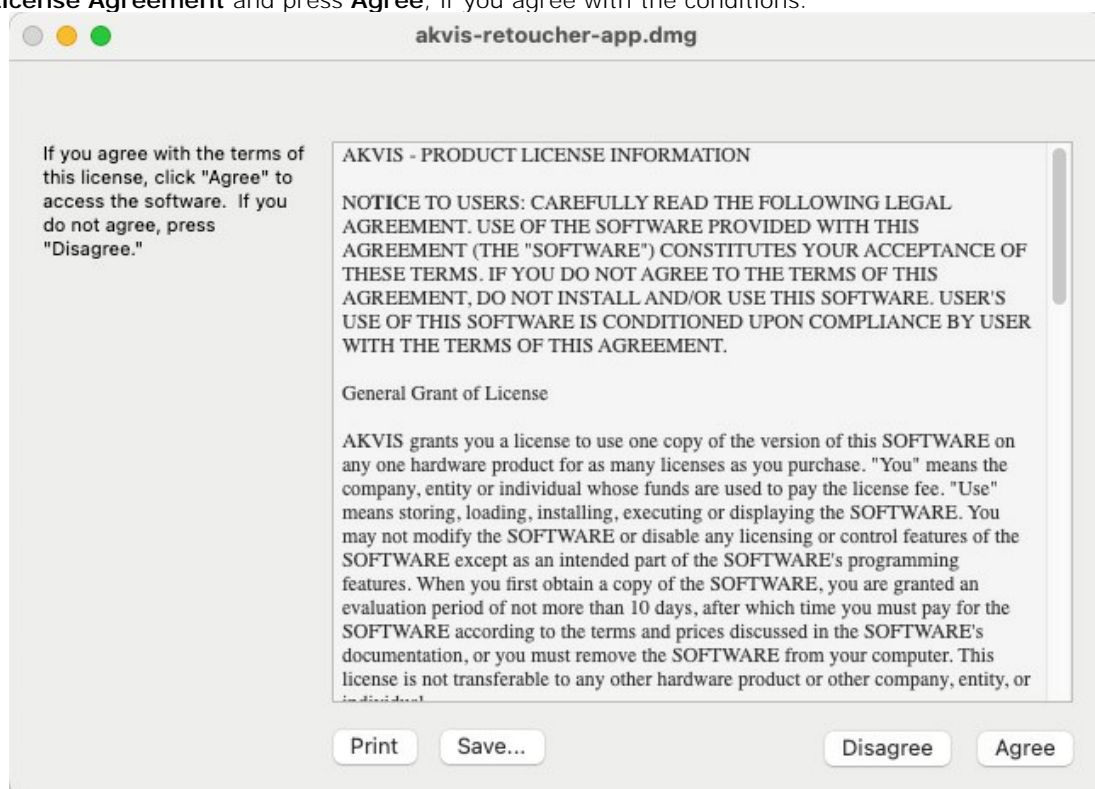 License Agreement and press Agree, if you agree with the conditions.
akvis-retoucher-app.dmg
If you agree with the terms of
this license, click "Agree" to
access the software.  If you
do not agree, press
"Disagree."
AKVIS - PRODUCT LICENSE INFORMATION
NOTICE TO USERS: CAREFULLY READ THE FOLLOWING LEGAL
AGREEMENT. USE OF THE SOFTWARE PROVIDED WITH THIS
AGREEMENT (THE "SOFTWARE") CONSTITUTES YOUR ACCEPTANCE OF
THESE TERMS. IF YOU DO NOT AGREE TO THE TERMS OF THIS
AGREEMENT, DO NOT INSTALL AND/OR USE THIS SOFTWARE. USER'S
USE OF THIS SOFTWARE IS CONDITIONED UPON COMPLIANCE BY USER
WITH THE TERMS OF THIS AGREEMENT.
General Grant of License
AKVIS grants you a license to use one copy of the version of this SOFTWARE on
any one hardware product for as many licenses as you purchase. "You" means the
company, entity or individual whose funds are used to pay the license fee. "Use"
means storing, loading, installing, executing or displaying the SOFTWARE. You
may not modify the SOFTWARE or disable any licensing or control features of the
SOFTWARE except as an intended part of the SOFTWARE's programming
features. When you first obtain a copy of the SOFTWARE, you are granted an
evaluation period of not more than 10 days, after which time you must pay for the
SOFTWARE according to the terms and prices discussed in the SOFTWARE's
documentation, or you must remove the SOFTWARE from your computer. This
license is not transferable to any other hardware product or other company, entity, or
Print
Save...
Disagree
Agree